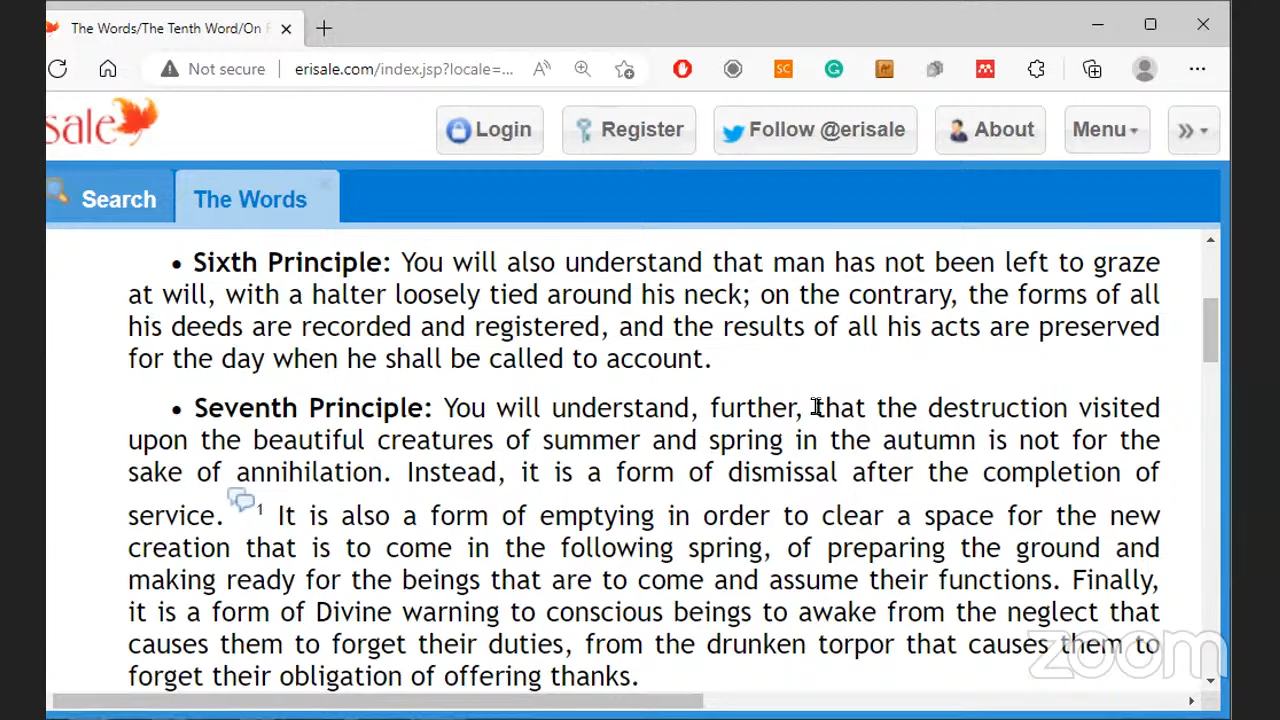 The Words/The Tenth Word/On
Not secure erisale.com/index.jsp?locale=...
sale Login Register Follow @erisale About Menu
Search The Words
• Sixth Principle: You will also understand that man has not been left to graze
at will, with a halter loosely tied around his neck; on the contrary, the forms of all
his deeds are recorded and registered, and the results of all his acts are preserved
for the day when he shall be called to account.
• Seventh Principle: You will understand, further, that the destruction visited
upon the beautiful creatures of summer and spring in the autumn is not for the
sake of annihilation. Instead, it is a form of dismissal after the completion of
service. 1 It is also a form of emptying in order to clear a space for the new
creation that is to come in the following spring, of preparing the ground and
making ready for the beings that are to come and assume their functions. Finally,
it is a form of Divine warning to conscious beings to awake from the neglect that
causes them to forget their duties, from the drunken torpor that causes them to
forget their obligation of offering thanks.
zoom